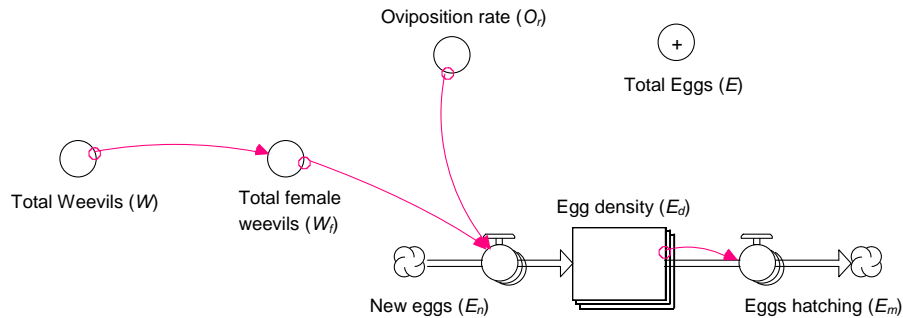 Oviposition rate (Or)
Total Eggs (E)
Total Weevils (W)
Total female
weevils (Wf)
Egg density (Ed)
New eggs (En)
Eggs hatching (Em)